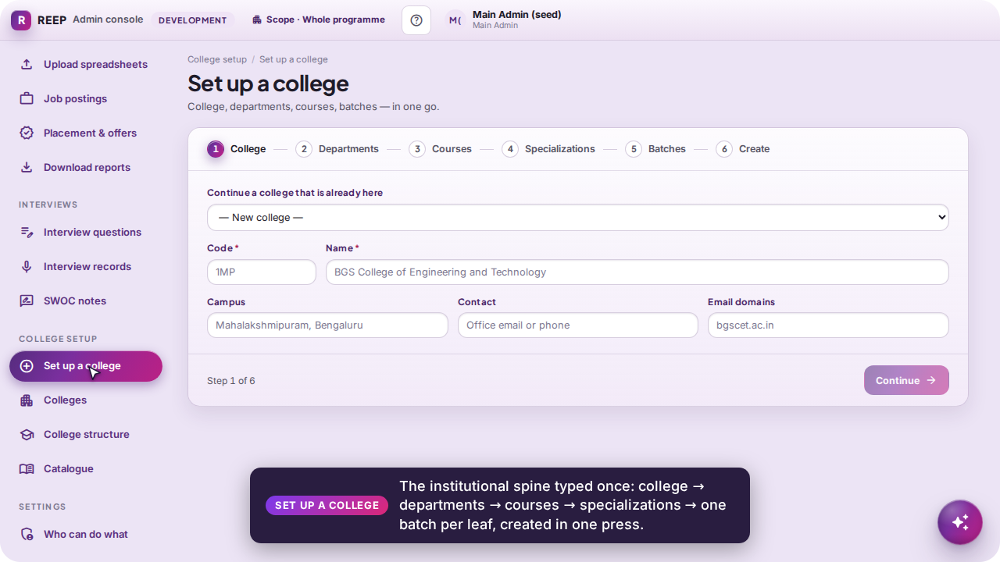 R REEP Admin console DEVELOPMENT Scope · Whole programme M( Main Admin (seed)
Main Admin
Upload spreadsheets
Job postings
Placement & offers
Download reports
INTERVIEWS
Interview questions
Interview records
SWOC notes
COLLEGE SETUP
Set up a college
Colleges
College structure
Catalogue
SETTINGS
Who can do what
College setup / Set up a college
Set up a college
College, departments, courses, batches — in one go.
1 College 2 Departments 3 Courses 4 Specializations 5 Batches 6 Create
Continue a college that is already here
— New college —
Code * Name *
1MP BGS College of Engineering and Technology
Campus Contact Email domains
Mahalakshmipuram, Bengaluru Office email or phone bgscet.ac.in
Step 1 of 6 Continue →
SET UP A COLLEGE
The institutional spine typed once: college →
departments → courses → specializations → one
batch per leaf, created in one press.